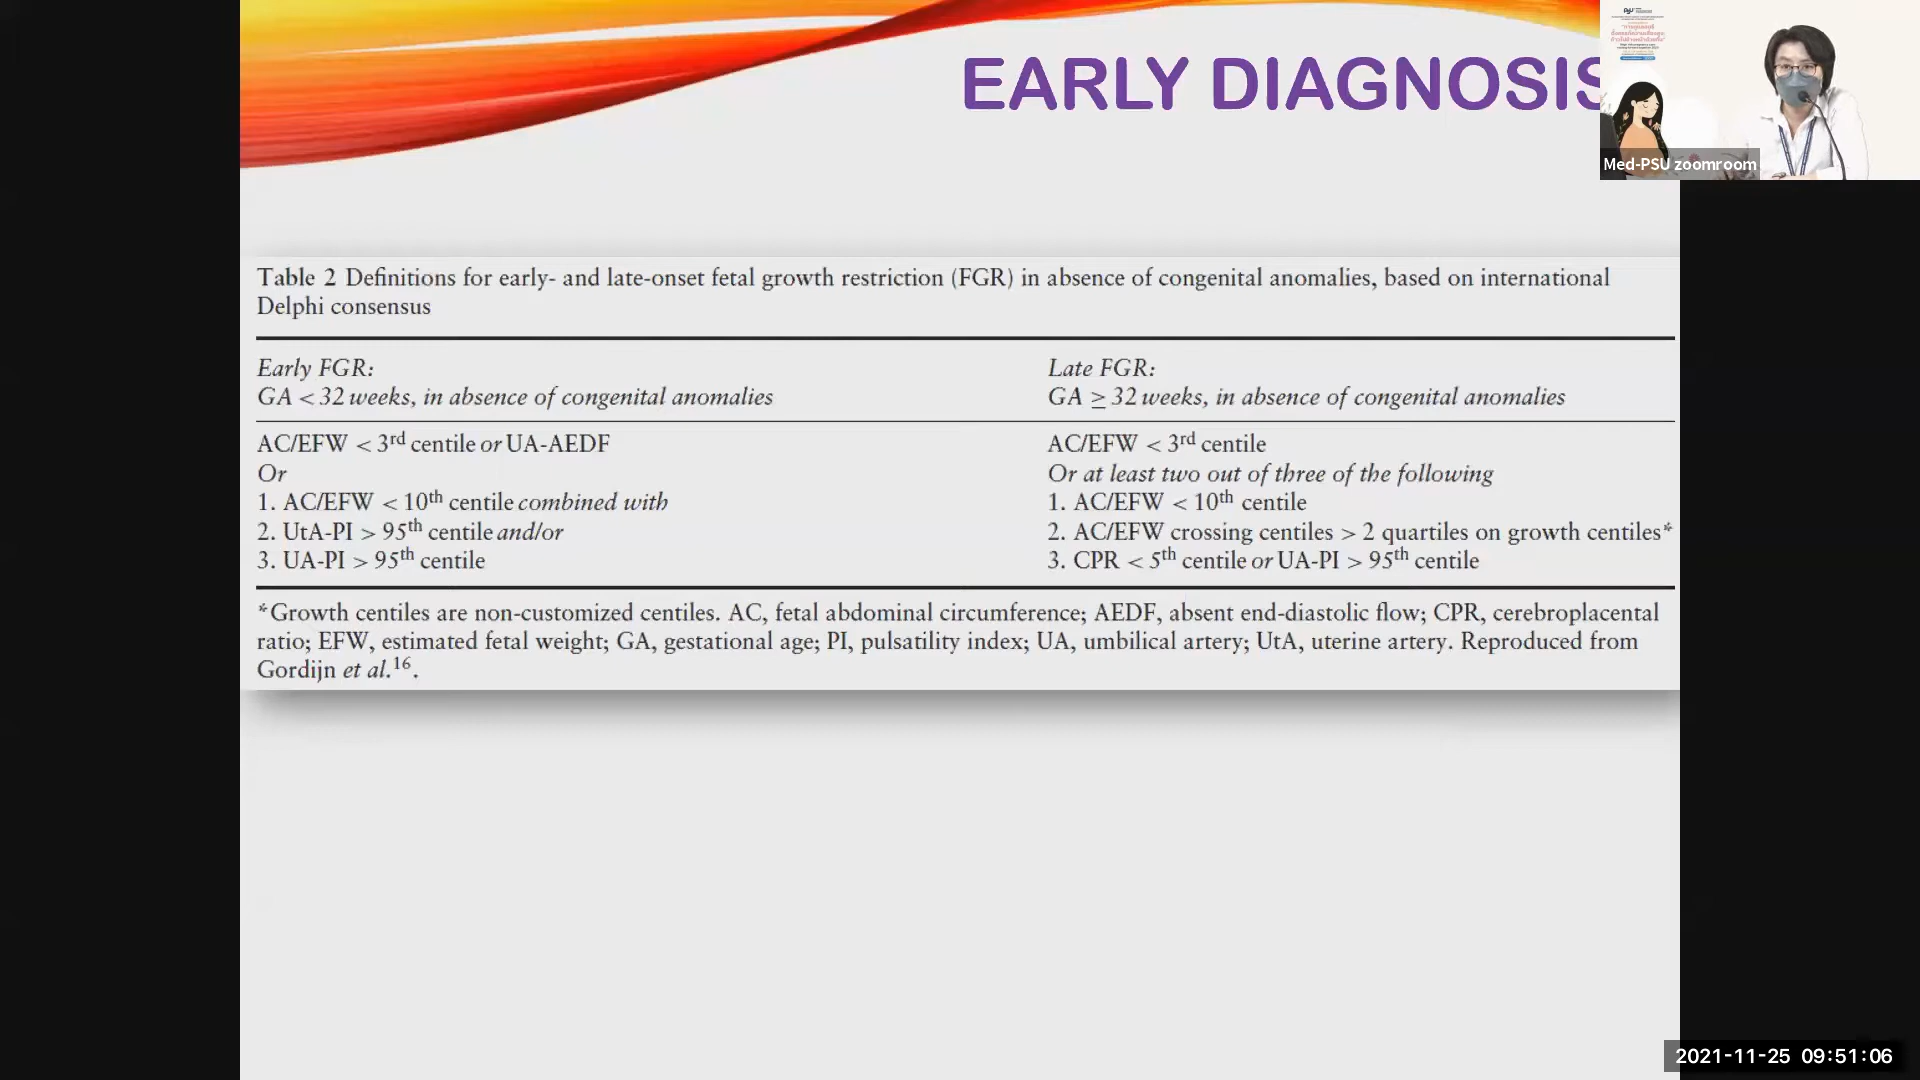 EARLY DIAGNOSIS
Med-PSU zoomroom
Table 2 Definitions for early- and late-onset fetal growth restriction (FGR) in absence of congenital anomalies, based on international
Delphi consensus
Early FGR:
GA < 32 weeks, in absence of congenital anomalies
Late FGR:
GA ≥ 32 weeks, in absence of congenital anomalies
AC/EFW < 3rd centile or UA-AEDF
Or
1. AC/EFW < 10th centile combined with
2. UtA-PI > 95th centile and/or
3. UA-PI > 95th centile
AC/EFW < 3rd centile
Or at least two out of three of the following
1. AC/EFW < 10th centile
2. AC/EFW crossing centiles > 2 quartiles on growth centiles*
3. CPR < 5th centile or UA-PI > 95th centile
*Growth centiles are non-customized centiles. AC, fetal abdominal circumference; AEDF, absent end-diastolic flow; CPR, cerebroplacental
ratio; EFW, estimated fetal weight; GA, gestational age; PI, pulsatility index; UA, umbilical artery; UtA, uterine artery. Reproduced from
Gordijn et al.16.
2021-11-25 09:51:06